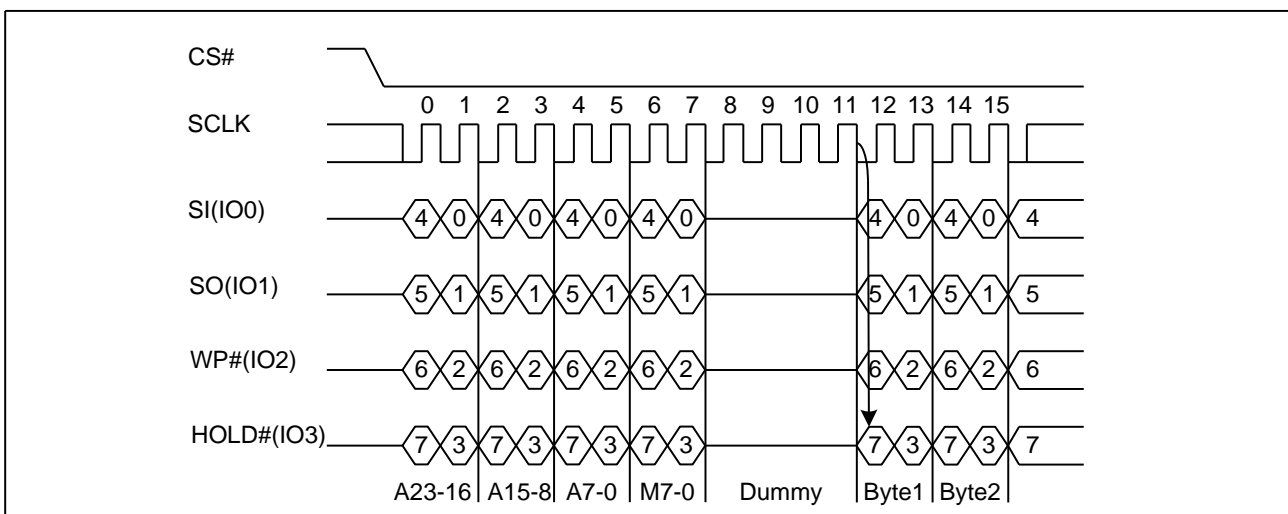 CS#
0 1 2 3 4 5 6 7 8 9 10 11 12 13 14 15
SCLK
SI(IO0) 4 0 4 0 4 0 4 0 4 0 4 0 4
SO(IO1) 5 1 5 1 5 1 5 1 5 1 5 1 5
WP#(IO2) 6 2 6 2 6 2 6 2 6 2 6 2 6
HOLD#(IO3) 7 3 7 3 7 3 7 3 7 3 7 3 7
A23-16 A15-8 A7-0 M7-0 Dummy Byte1 Byte2